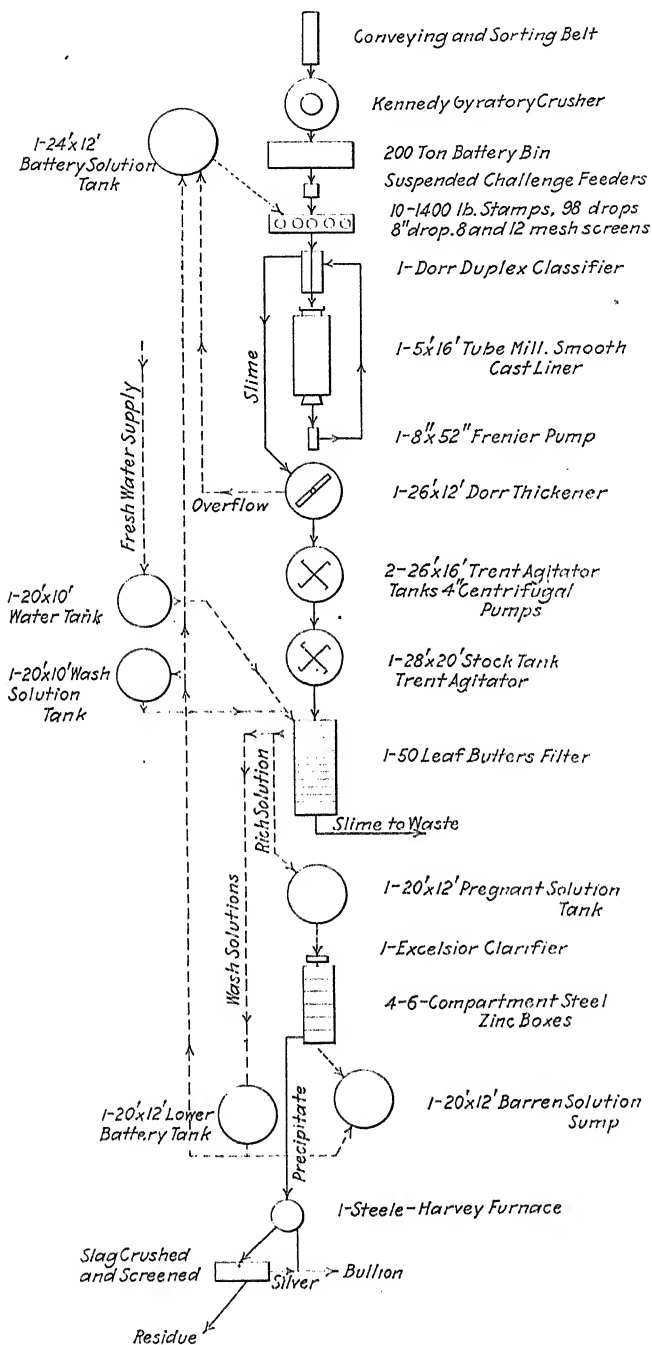 Conveying and Sorting Belt
Kennedy Gyratory Crusher
1-24'x12'
Battery Solution
Tank
200 Ton Battery Bin
Suspended Challenge Feeders
10-1400 lb. Stamps, 98 drops
8" drop. 8 and 12 mesh screens
1-Dorr Duplex Classifier
Slime
1-5'x16' Tube Mill. Smooth
Cast Liner
Fresh Water Supply
1-8"x52" Frenier Pump
1-26'x12' Dorr Thickener
Overflow
2-26'x16' Trent Agitator
Tanks 4" Centrifugal
Pumps
1-20'x10'
Water Tank
1-20'x10' Wash
Solution
Tank
1-28'x20' Stock Tank
Trent Agitator
1-50 Leaf Butters Filter
Rich Solution
Slime to Waste
Wash Solutions
1-20'x12' Pregnant Solution
Tank
1-Excelsior Clarifier
4-6-Compartment Steel
Zinc Boxes
1-20'x12' Lower
Battery Tank
Precipitate
1-20'x12' Barren Solution
Sump
1-Steele-Harvey Furnace
Slag Crushed
and Screened
Silver
Bullion
Residue